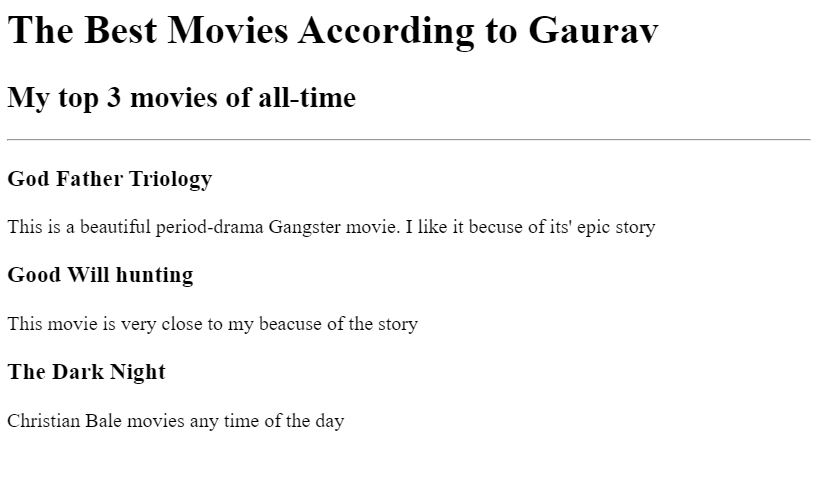 The Best Movies According to Gaurav
My top 3 movies of all-time
God Father Triology
This is a beautiful period-drama Gangster movie. I like it becuse of its' epic story
Good Will hunting
This movie is very close to my beacuse of the story
The Dark Night
Christian Bale movies any time of the day